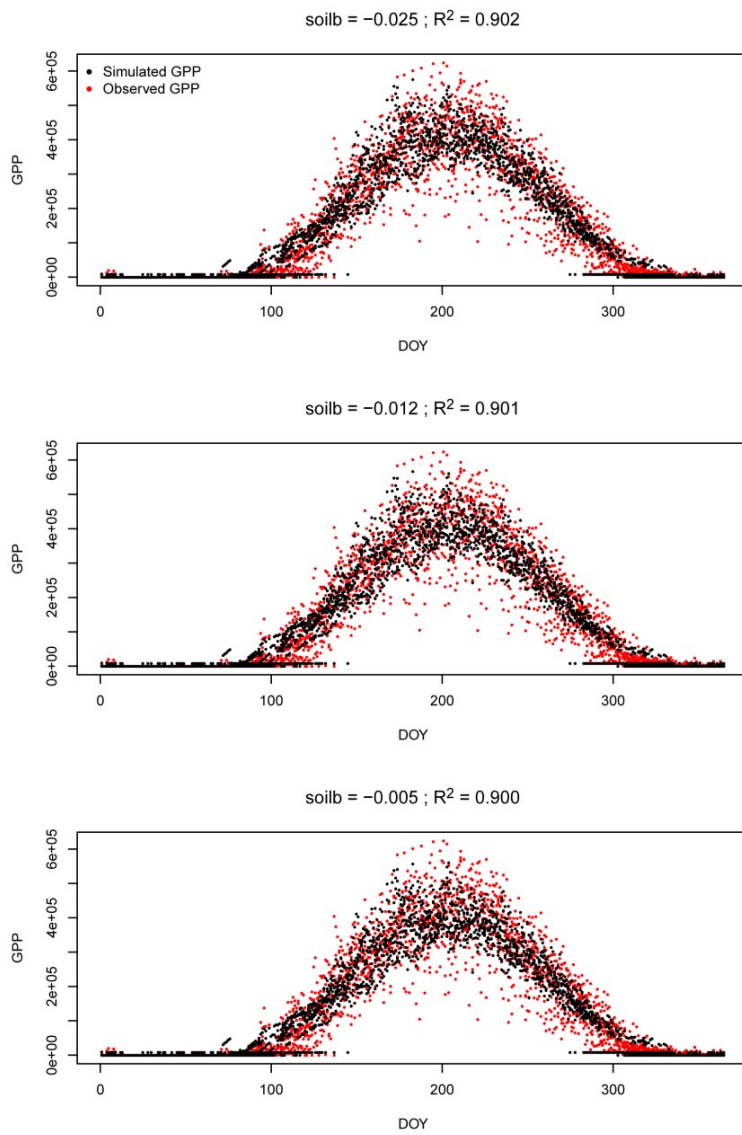 soilb = −0.025 ; R² = 0.902
6e+05
4e+05
2e+05
0e+00
GPP
Simulated GPP
Observed GPP
0 100 200 300
DOY
soilb = −0.012 ; R² = 0.901
6e+05
4e+05
2e+05
0e+00
GPP
0 100 200 300
DOY
soilb = −0.005 ; R² = 0.900
6e+05
4e+05
2e+05
0e+00
GPP
0 100 200 300
DOY